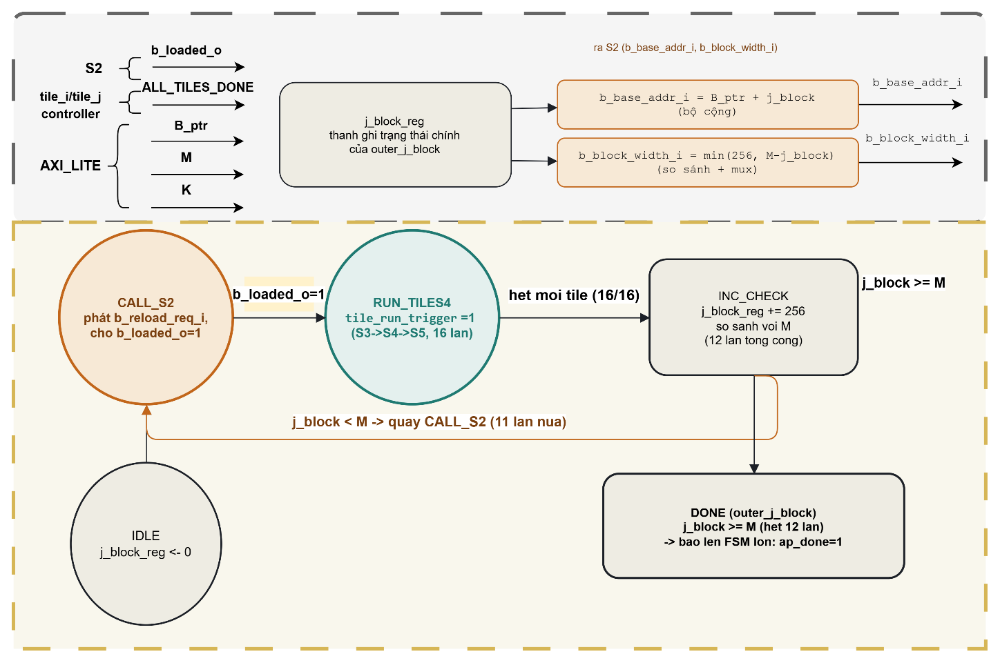 b_loaded_o
ra S2 (b_base_addr_i, b_block_width_i)
S2
ALL_TILES_DONE
tile_i/tile_j
controller
B_ptr
AXI_LITE
M
K
j_block_reg
thanh ghi trạng thái chính
của outer_j_block
b_base_addr_i = B_ptr + j_block
(bộ cộng)
b_base_addr_i
b_block_width_i = min(256, M-j_block)
(so sánh + mux)
b_block_width_i
CALL_S2
phát b_reload_req_i,
cho b_loaded_o=1
b_loaded_o=1
RUN_TILES4
tile_run_trigger =1
(S3->S4->S5, 16 lan)
het moi tile (16/16)
INC_CHECK
j_block_reg += 256
so sanh voi M
(12 lan tong cong)
j_block >= M
j_block < M -> quay CALL_S2 (11 lan nua)
IDLE
j_block_reg <- 0
DONE (outer_j_block)
j_block >= M (het 12 lan)
-> bao len FSM lon: ap_done=1